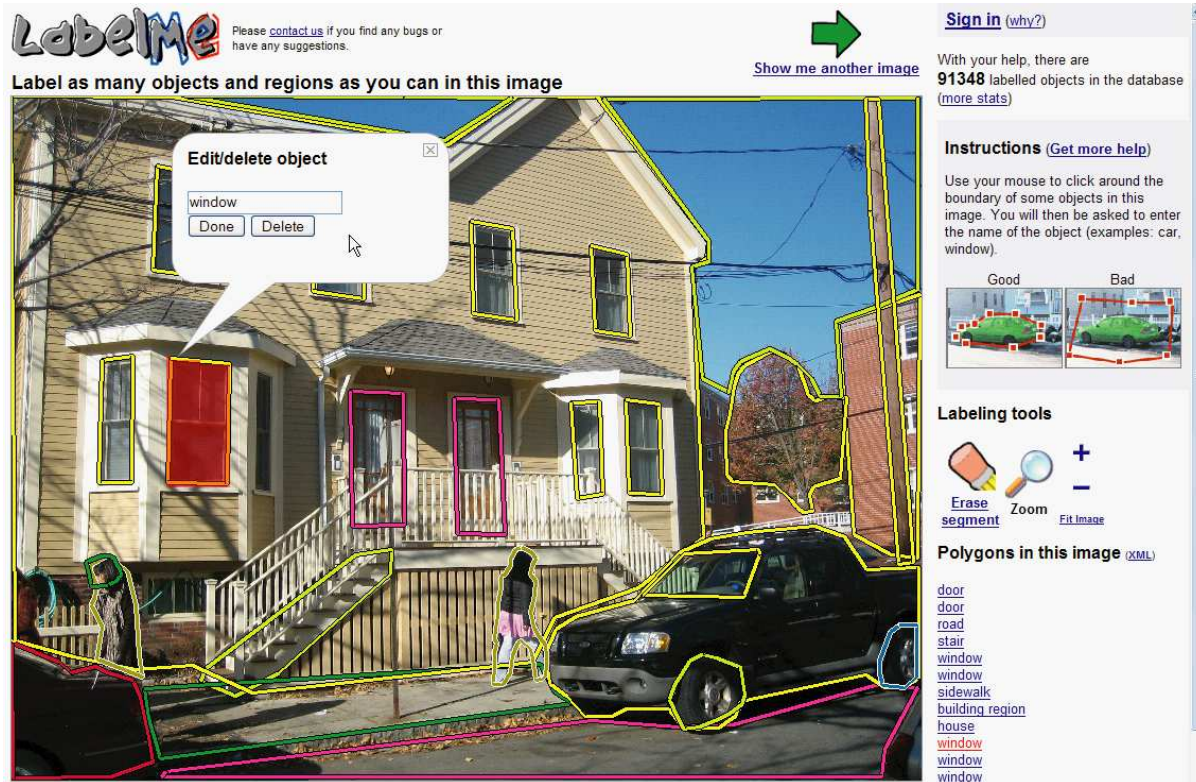 LabelMe
Please contact us if you find any bugs or
have any suggestions.
Show me another image
Label as many objects and regions as you can in this image
Edit/delete object
window
Done Delete
Sign in (why?)
With your help, there are
91348 labelled objects in the database
(more stats)
Instructions (Get more help)
Use your mouse to click around the
boundary of some objects in this
image. You will then be asked to enter
the name of the object (examples: car,
window).
Good Bad
Labeling tools
Erase
segment
Zoom
+
−
Fit Image
Polygons in this image (XML)
door
door
road
stair
window
window
sidewalk
building region
house
window
window
window